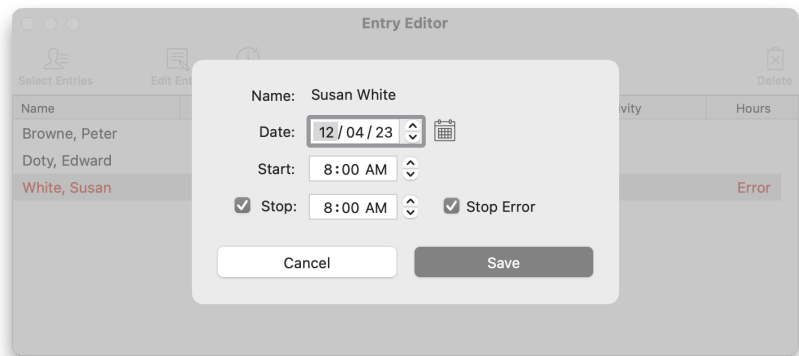 Entry Editor
Select Entries Edit Ent Delete
Name ivity Hours
Browne, Peter
Doty, Edward
White, Susan Error
Name: Susan White
Date: 12/04/23
Start: 8:00 AM
Stop: 8:00 AM Stop Error
Cancel Save